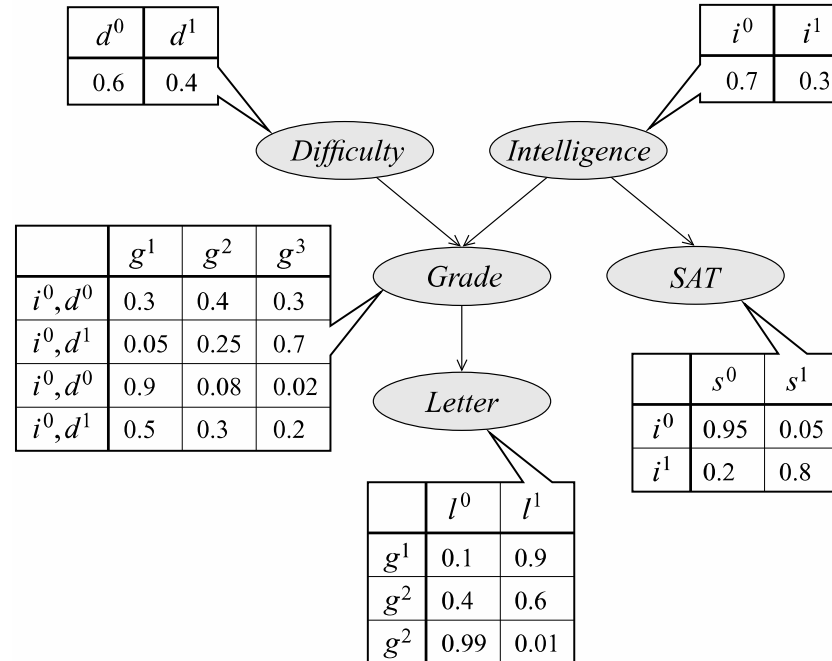 d⁰ d¹
0.6 0.4
i⁰ i¹
0.7 0.3
Difficulty
Intelligence
g¹ g² g³
i⁰, d⁰ 0.3 0.4 0.3
i⁰, d¹ 0.05 0.25 0.7
i⁰, d⁰ 0.9 0.08 0.02
i⁰, d¹ 0.5 0.3 0.2
Grade
SAT
Letter
s⁰ s¹
i⁰ 0.95 0.05
i¹ 0.2 0.8
l⁰ l¹
g¹ 0.1 0.9
g² 0.4 0.6
g² 0.99 0.01